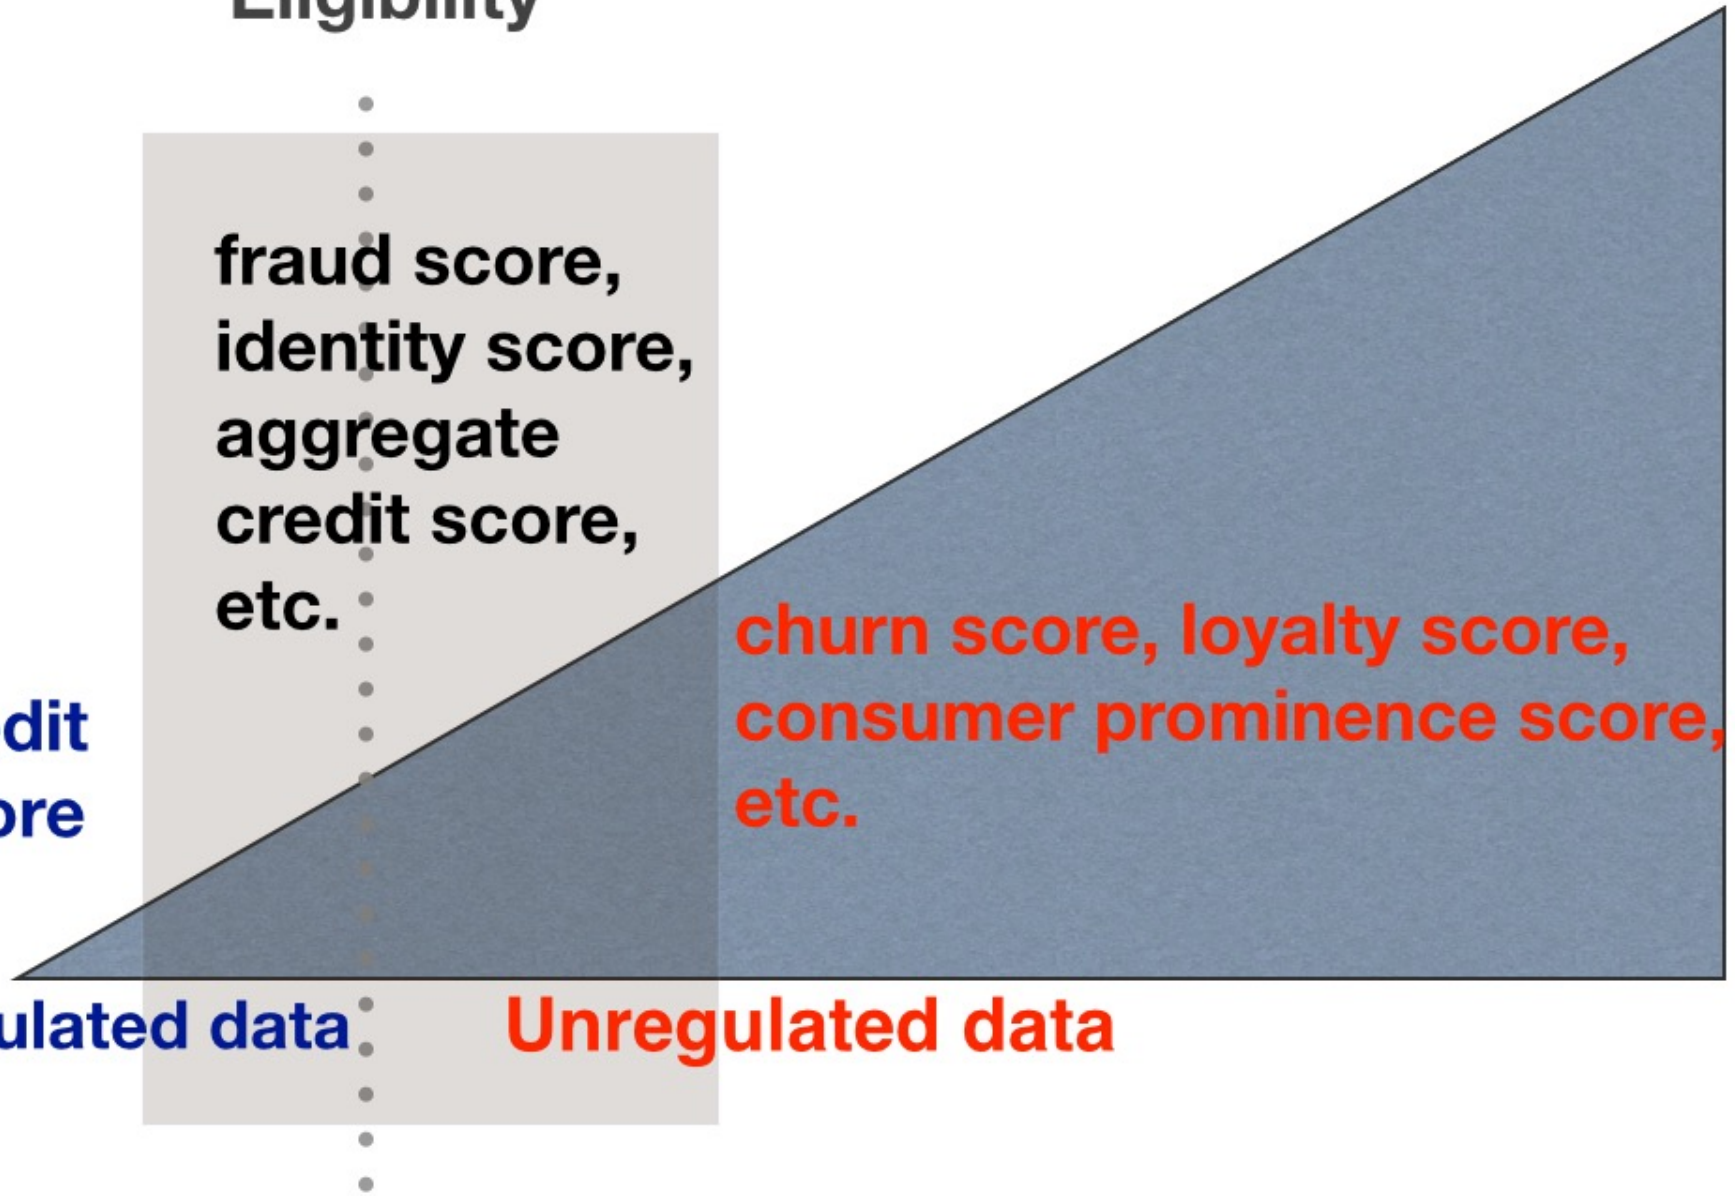 Eligibility
fraud score,
identity score,
aggregate
credit score,
etc.
churn score, loyalty score,
consumer prominence score,
etc.
dit
ore
ulated data
Unregulated data